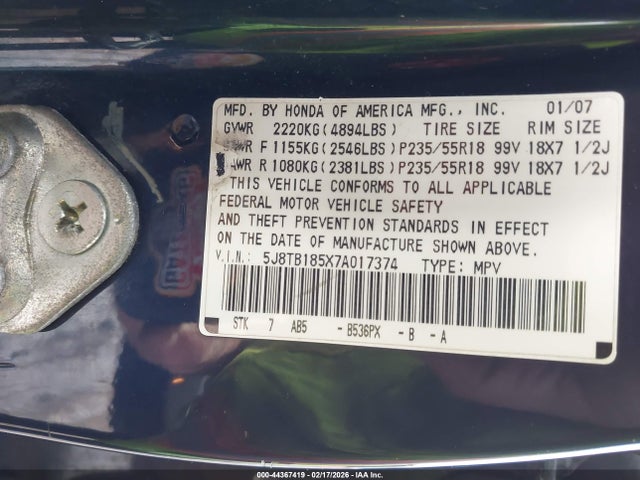 MFD. BY HONDA OF AMERICA MFG., INC. 01/07
GVWR 2220KG(4894LBS) TIRE SIZE RIM SIZE
GAWR F 1155KG(2546LBS) P235/55R18 99V 18X7 1/2J
GAWR R 1080KG(2381LBS) P235/55R18 99V 18X7 1/2J
THIS VEHICLE CONFORMS TO ALL APPLICABLE
FEDERAL MOTOR VEHICLE SAFETY
AND THEFT PREVENTION STANDARDS IN EFFECT
ON THE DATE OF MANUFACTURE SHOWN ABOVE.
V.I.N.: 5J8TB185X7A017374 TYPE: MPV
STK 7 AB5 -B536PX -B -A
000-44367419 - 02/17/2026 - IAAI Inc.